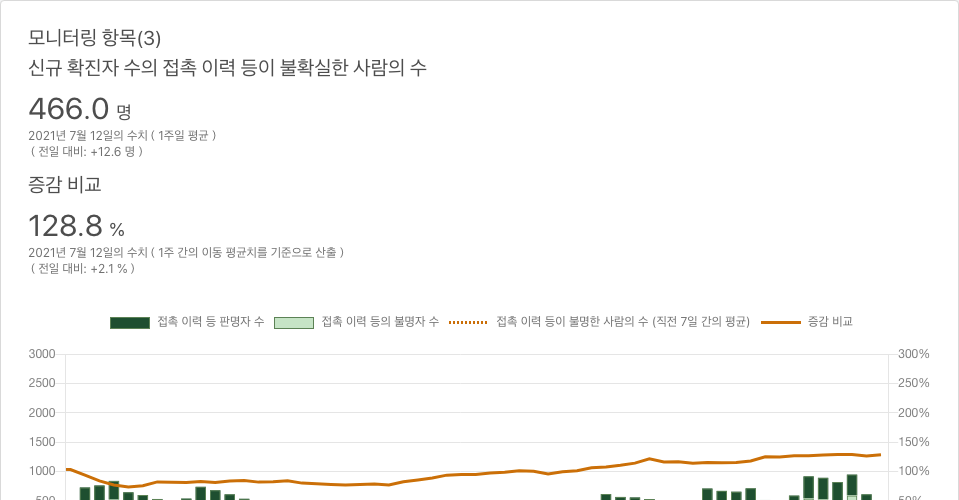 모니터링 항목(3)
신규 확진자 수의 접촉 이력 등이 불확실한 사람의 수
466.0 명
2021년 7월 12일의 수치 ( 1주일 평균 )
( 전일 대비: +12.6 명 )
증감 비교
128.8 %
2021년 7월 12일의 수치 ( 1주 간의 이동 평균치를 기준으로 산출 )
( 전일 대비: +2.1 % )
접촉 이력 등 판명자 수 접촉 이력 등의 불명자 수 접촉 이력 등이 불명한 사람의 수 (직전 7일 간의 평균) 증감 비교
3000 300%
2500 250%
2000 200%
1500 150%
1000 100%
500 50%